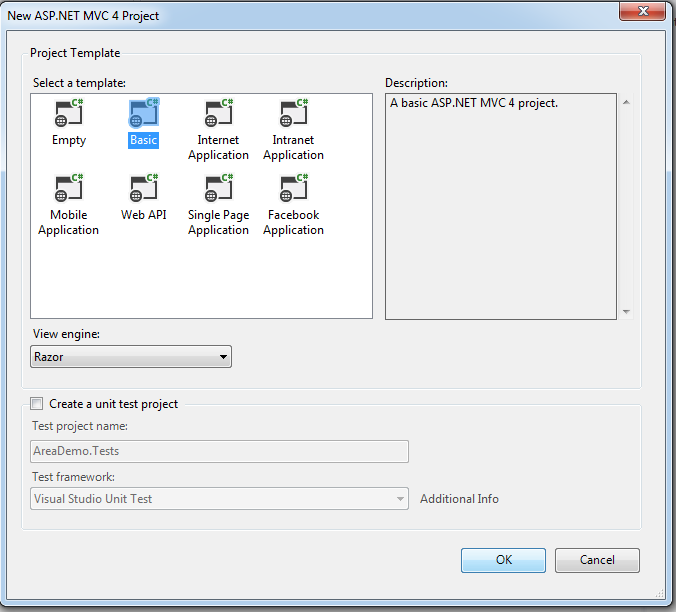 New ASP.NET MVC 4 Project
Project Template
Select a template:
Description:
C# C# C# C#
Empty Basic Internet Application Intranet Application
C# C# C# C#
Mobile Application Web API Single Page Application Facebook Application
A basic ASP.NET MVC 4 project.
View engine:
Razor
Create a unit test project
Test project name:
AreaDemo.Tests
Test framework:
Visual Studio Unit Test
Additional Info
OK
Cancel